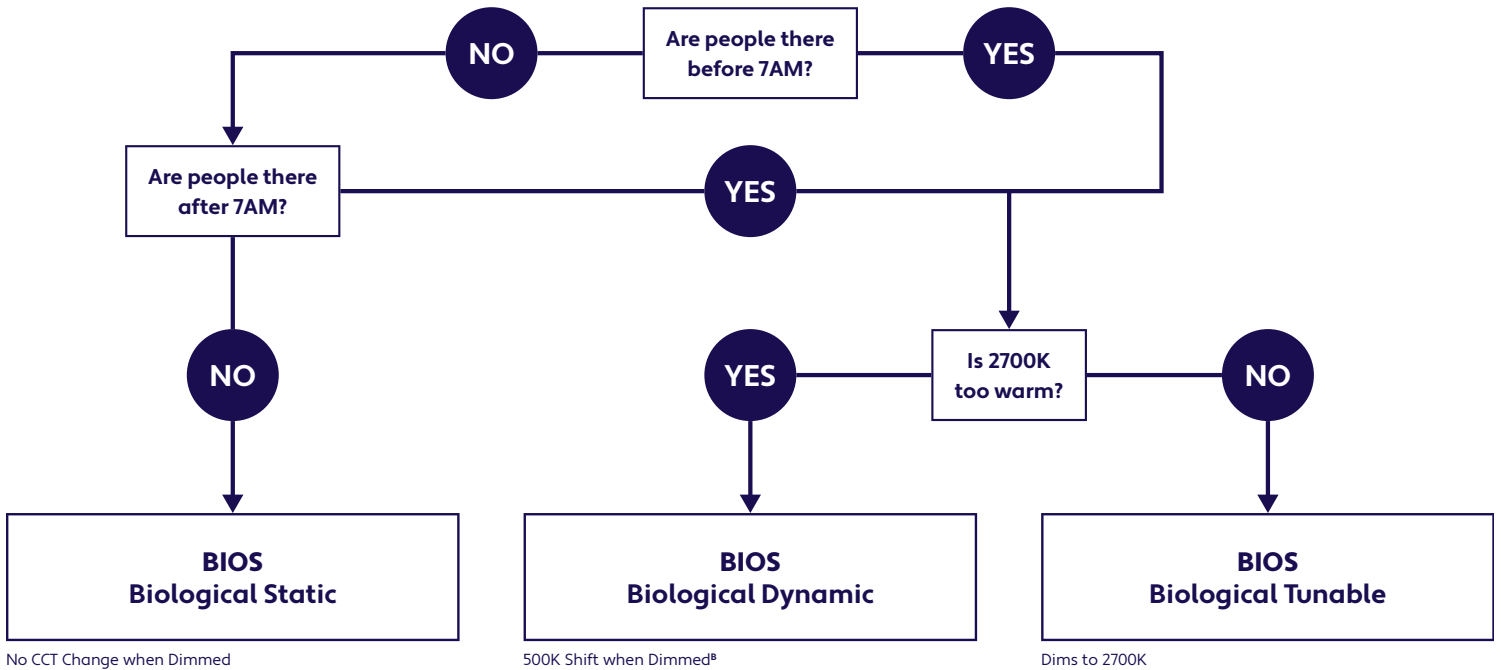 NO
Are people there
before 7AM?
YES
Are people there
after 7AM?
YES
NO
YES
Is 2700K
too warm?
NO
BIOS
Biological Static
BIOS
Biological Dynamic
BIOS
Biological Tunable
No CCT Change when Dimmed
500K Shift when Dimmedᴮ
Dims to 2700K